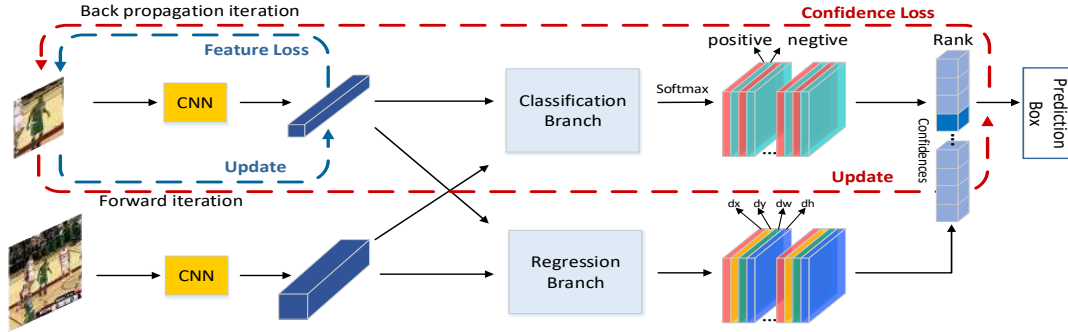 Back propagation iteration
Confidence Loss
Feature Loss
positive
negtive
Rank
CNN
Classification
Branch
Softmax
Prediction
Box
...
Confidences
Update
Update
Forward iteration
dx
dy
dw
dh
CNN
Regression
Branch
...